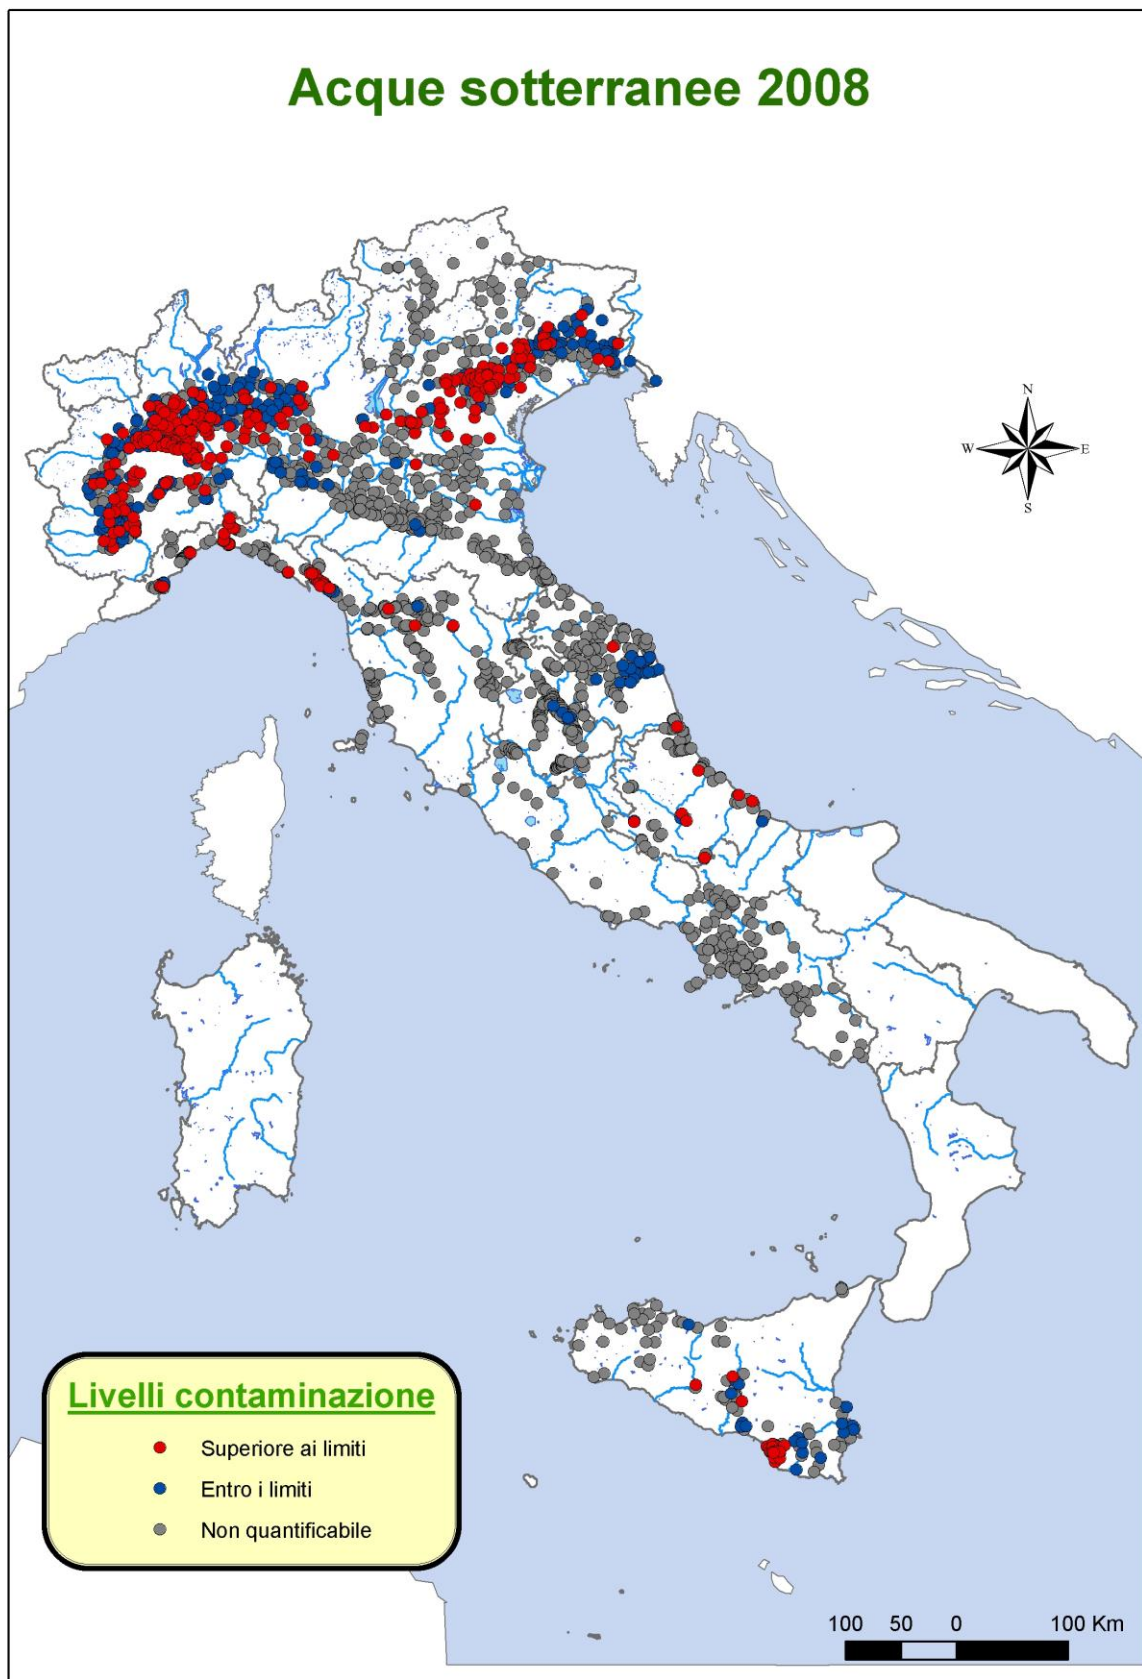 Acque sotterranee 2008
N
W E
S
Livelli contaminazione
Superiore ai limiti
Entro i limiti
Non quantificabile
100 50 0 100 Km